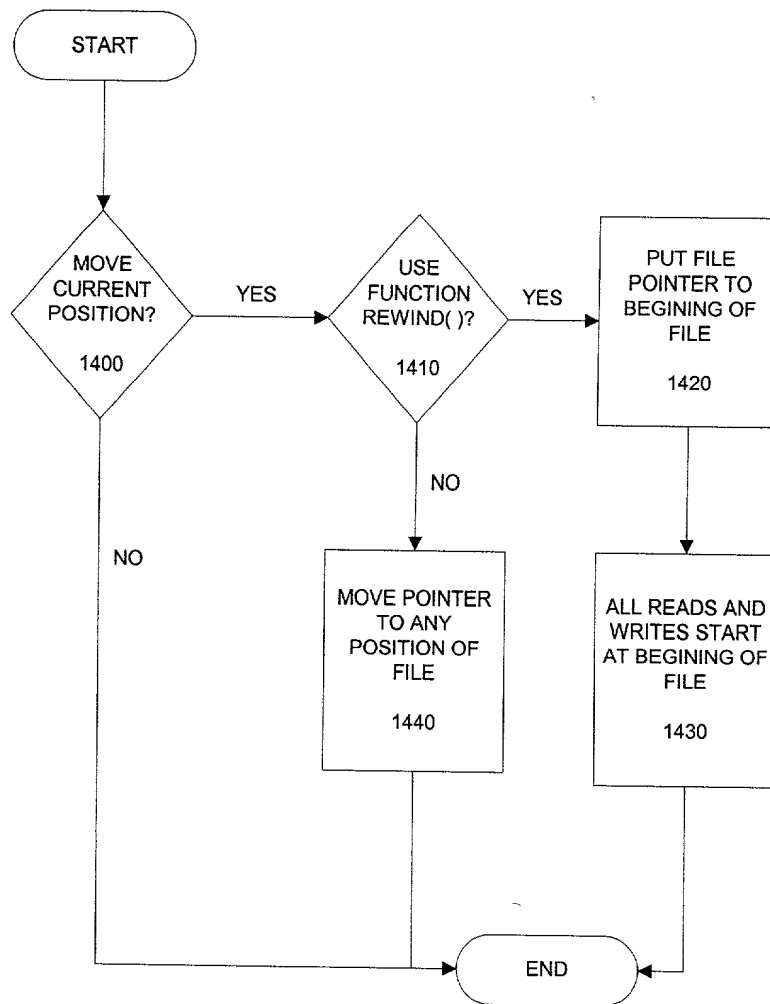 START
MOVE
CURRENT
POSITION?
1400
YES
USE
FUNCTION
REWIND( )?
1410
YES
PUT FILE
POINTER TO
BEGINING OF
FILE
1420
NO
NO
MOVE POINTER
TO ANY
POSITION OF
FILE
1440
ALL READS AND
WRITES START
AT BEGINING OF
FILE
1430
END